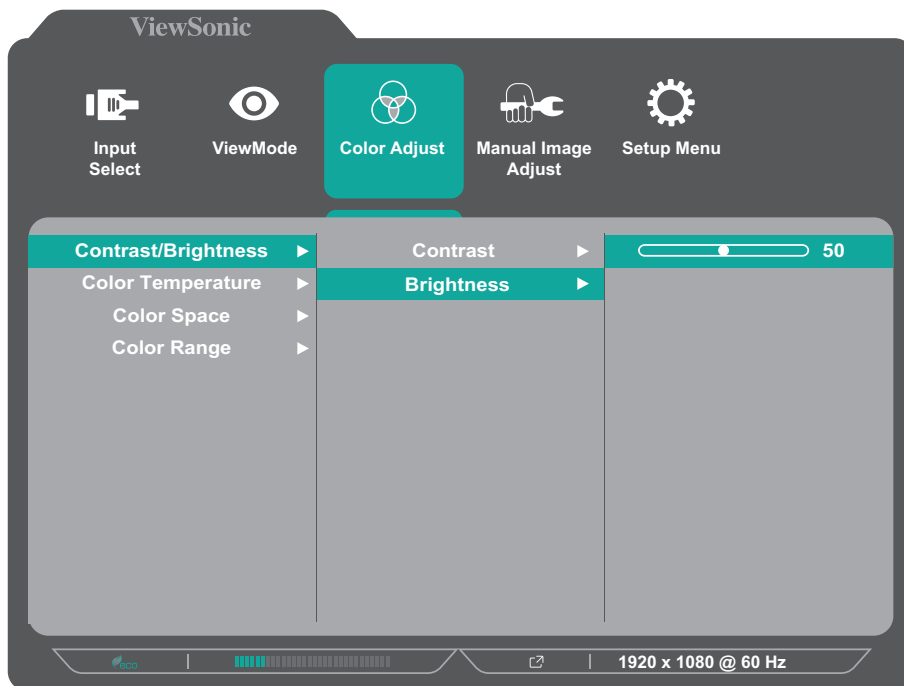 ViewSonic
Input
Select
ViewMode
Color Adjust
Manual Image
Adjust
Setup Menu
Contrast/Brightness
Contrast
50
Color Temperature
Brightness
Color Space
Color Range
eco
1920 x 1080 @ 60 Hz